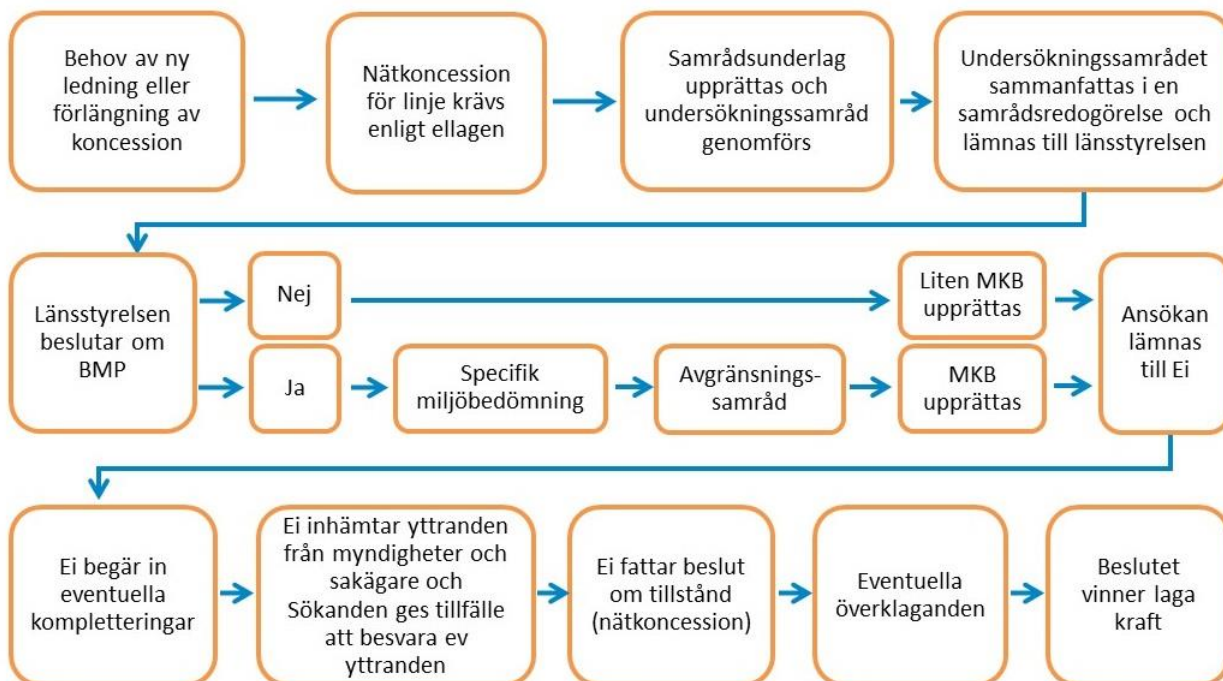 Behov av ny
ledning eller
förlängning av
koncession
Nätkoncession
för linje krävs
enligt ellagen
Samrådsunderlag
upprättas och
undersökningssamråd
genomförs
Undersökningssamrådet
sammanfattas i en
samrådsredogörelse och
lämnas till länsstyrelsen
Länsstyrelsen
beslutar om
BMP
Nej
Liten MKB
upprättas
Ja
Specifik
miljöbedömning
Avgränsnings-
samråd
MKB
upprättas
Ansökan
lämnas
till Ei
Ei begär in
eventuella
kompletteringar
Ei inhämtar yttranden
från myndigheter och
sakägare och
Sökanden ges tillfälle
att besvara ev
yttranden
Ei fattar beslut
om tillstånd
(nätkoncession)
Eventuella
överklaganden
Beslutet
vinner laga
kraft